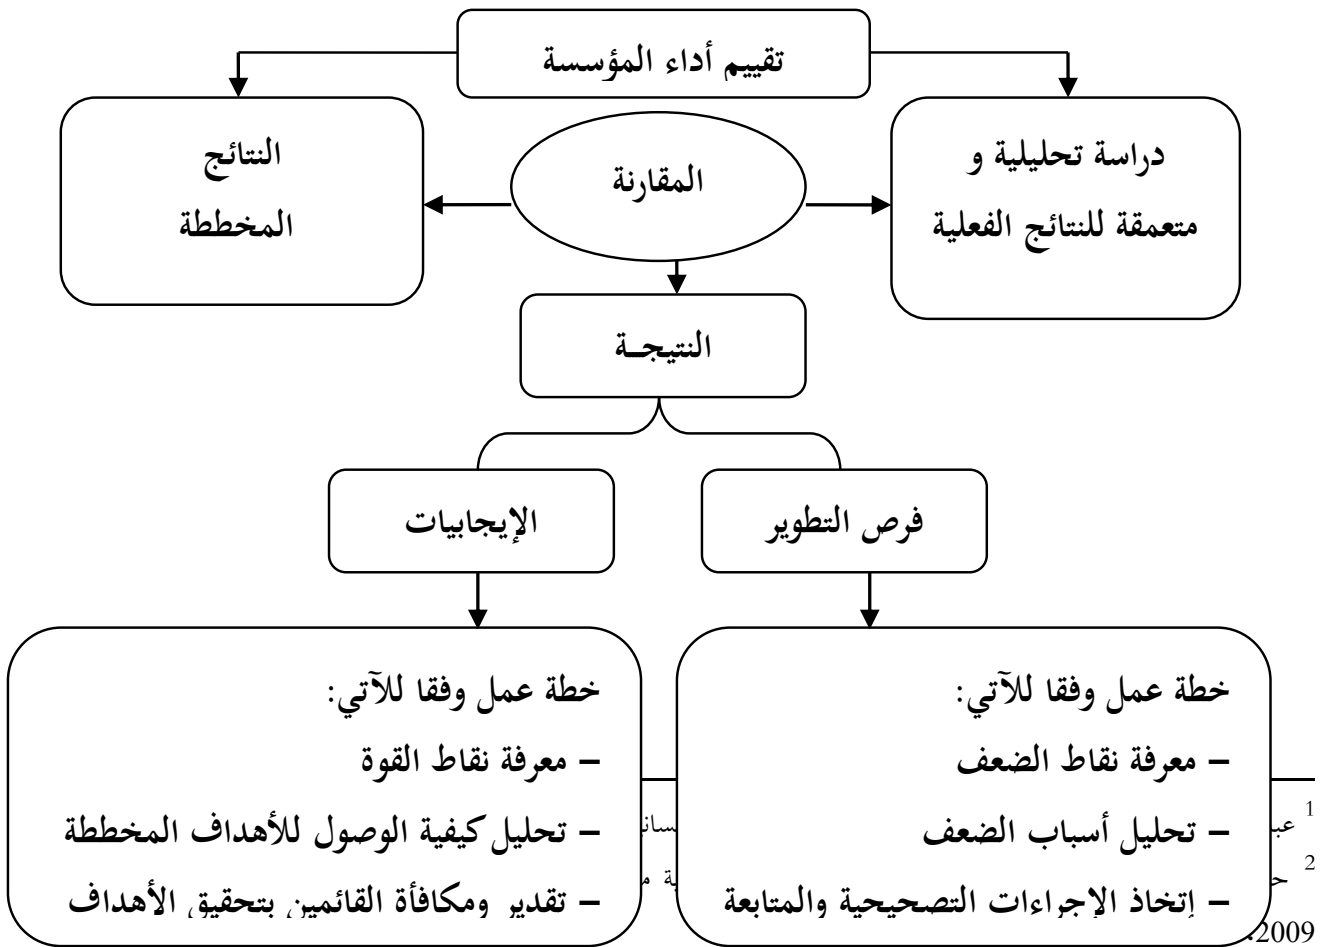 تقييم أداء المؤسسة
دراسة تحليلية و
متعمقة للنتائج الفعلية
المقارنة
النتائج
المخططة
النتيجـة
فرص التطوير
الإيجابيات
خطة عمل وفقا للآتي:
– معرفة نقاط الضعف
– تحليل أسباب الضعف
– إتخاذ الإجراءات التصحيحية والمتابعة
خطة عمل وفقا للآتي:
– معرفة نقاط القوة
– تحليل كيفية الوصول للأهداف المخططة
– تقدير ومكافأة القائمين بتحقيق الأهداف
1
2
2009.